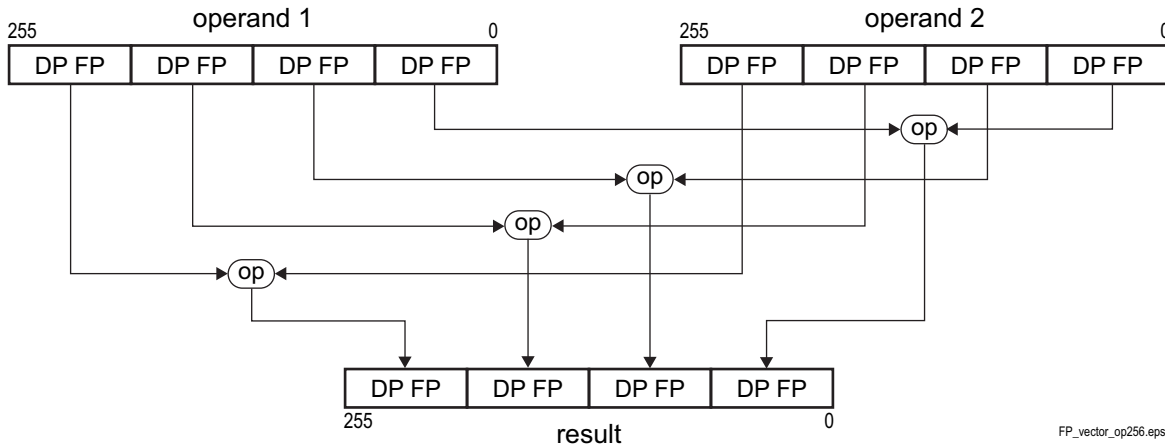 operand 1
operand 2
255 0
255 0
DP FP DP FP DP FP DP FP
DP FP DP FP DP FP DP FP
op
op
op
op
DP FP DP FP DP FP DP FP
255 0
result
FP_vector_op256.eps